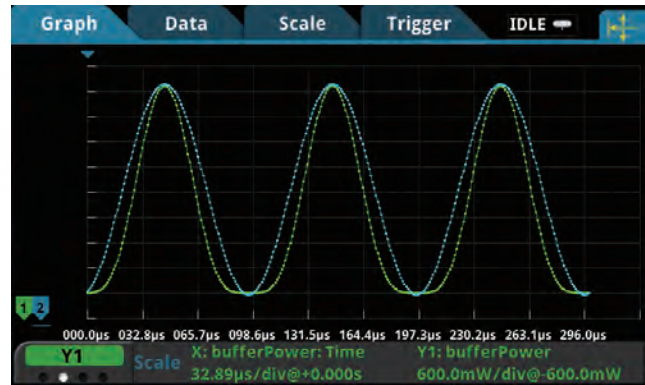 Graph Data Scale Trigger IDLE
1 2
000.0µs 032.8µs 065.7µs 098.6µs 131.5µs 164.4µs 197.3µs 230.2µs 263.1µs 296.0µs
Y1 Scale X: bufferPower: Time Y1: bufferPower
32.89µs/div@+0.000s 600.0mW/div@-600.0mW